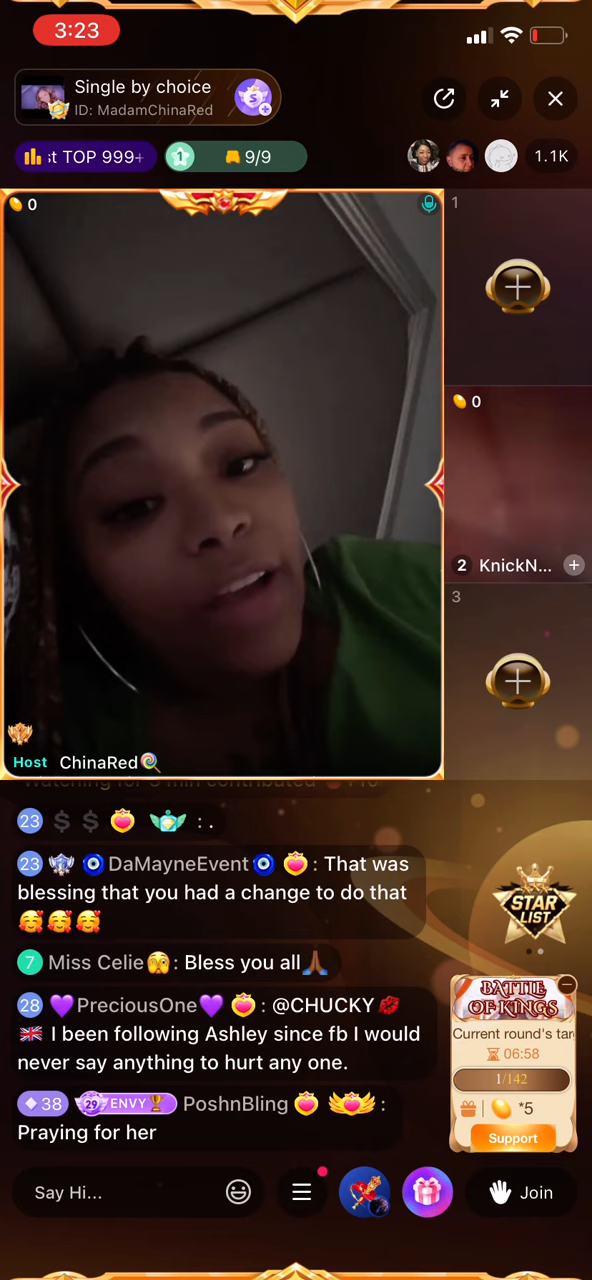 3:23
Single by choice
ID: MadamChinaRed
S
:t TOP 999+
1
9/9
1.1K
0
1
0
2 KnickN...
3
Host ChinaRed
23 $ $ : .
23 DaMayneEvent : That was
blessing that you had a change to do that
7 Miss Celie : Bless you all
28 PreciousOne : @CHUCKY
I been following Ashley since fb I would
never say anything to hurt any one.
38 29 ENVY PoshnBling :
Praying for her
STAR
LIST
BATTLE
OF KINGS
Current round's tar
06:58
1/142
*5
Support
Say Hi...
Join